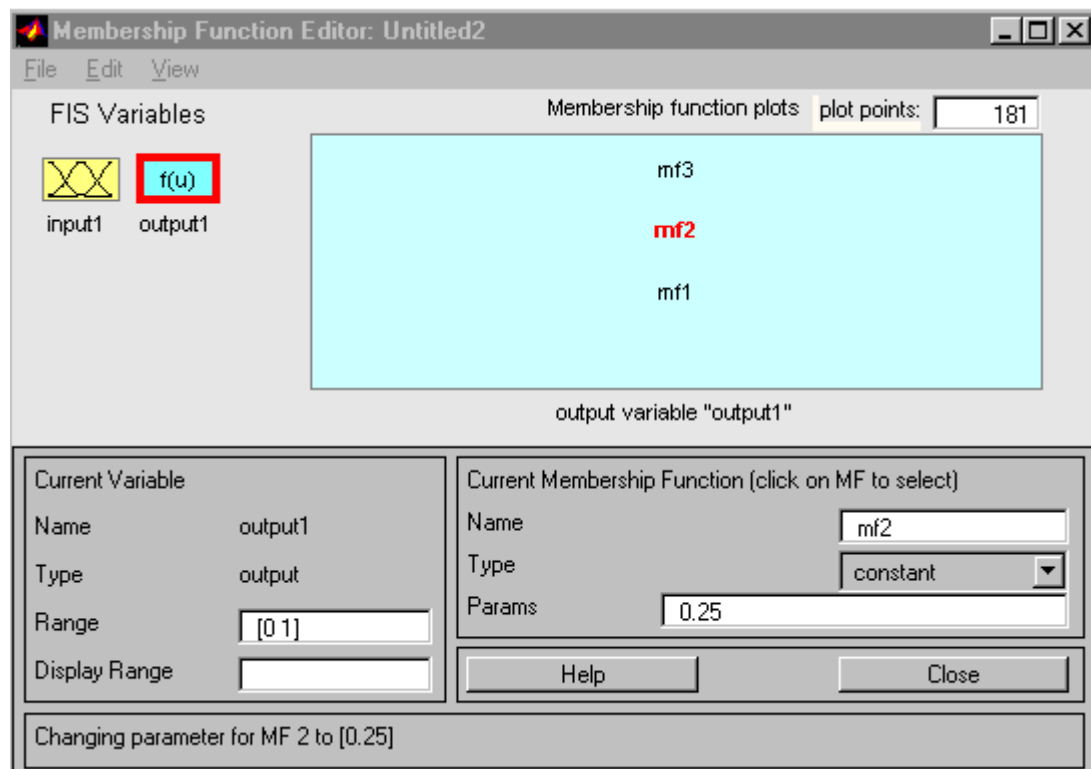 Membership Function Editor: Untitled2
File Edit View
FIS Variables
Membership function plots plot points: 181
f(u)
input1 output1
mf3
mf2
mf1
output variable "output1"
Current Variable
Name output1
Type output
Range [0 1]
Display Range
Current Membership Function (click on MF to select)
Name mf2
Type constant
Params 0.25
Help Close
Changing parameter for MF 2 to [0.25]